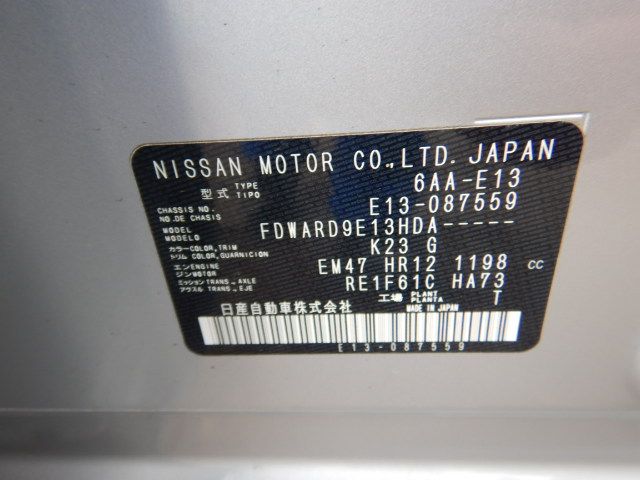 NISSAN MOTOR CO.,LTD. JAPAN
型式 TYPE TIPO 6AA-E13
CHASSIS NO. NO.DE CHASIS E13-087559
MODEL MODELO FDWARD9E13HDA-----
カラー COLOR,TRIM トリム COLOR,GUARNICION K23 G
エンジン ENGINE MOTOR EM47 HR12 1198 cc
ミッション TRANS.,AXLE アクスル TRANS.,EJE RE1F61C HA73
工場 PLANT PLANTA T
日産自動車株式会社 MADE IN JAPAN
E13-087559